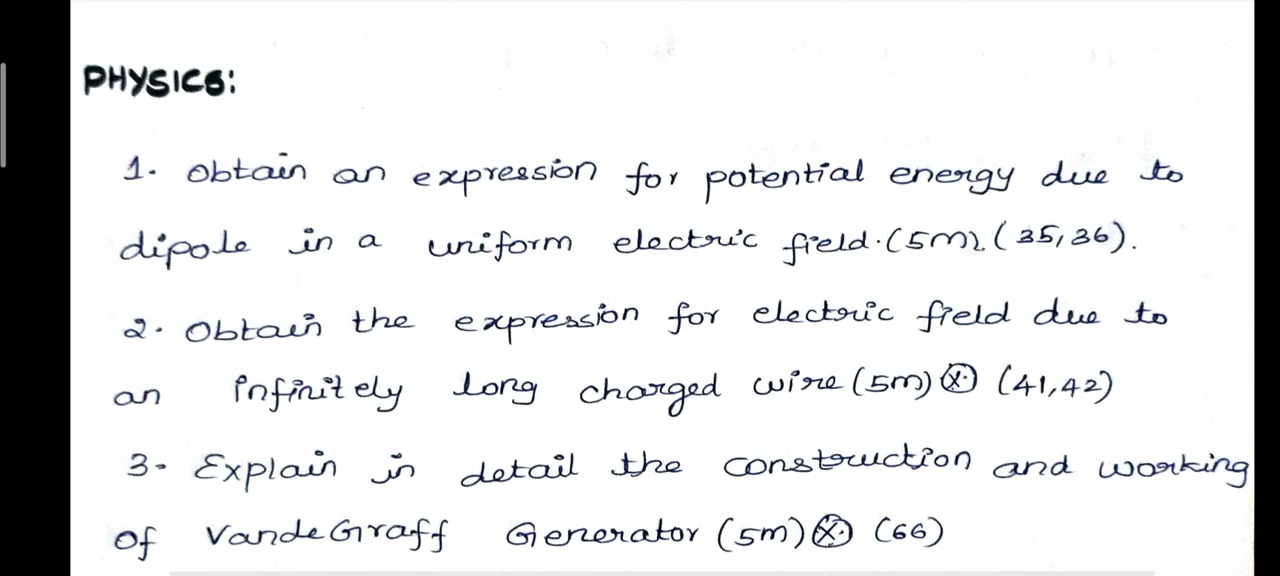 PHYSICS:
1. Obtain an expression for potential energy due to
dipole in a uniform electric field. (5m) (35,36).
2. Obtain the expression for electric field due to
an infinitely long charged wire (5m) ⓧ (41,42)
3. Explain in detail the construction and working
of VandeGraff Generator (5m) ⓧ (66)